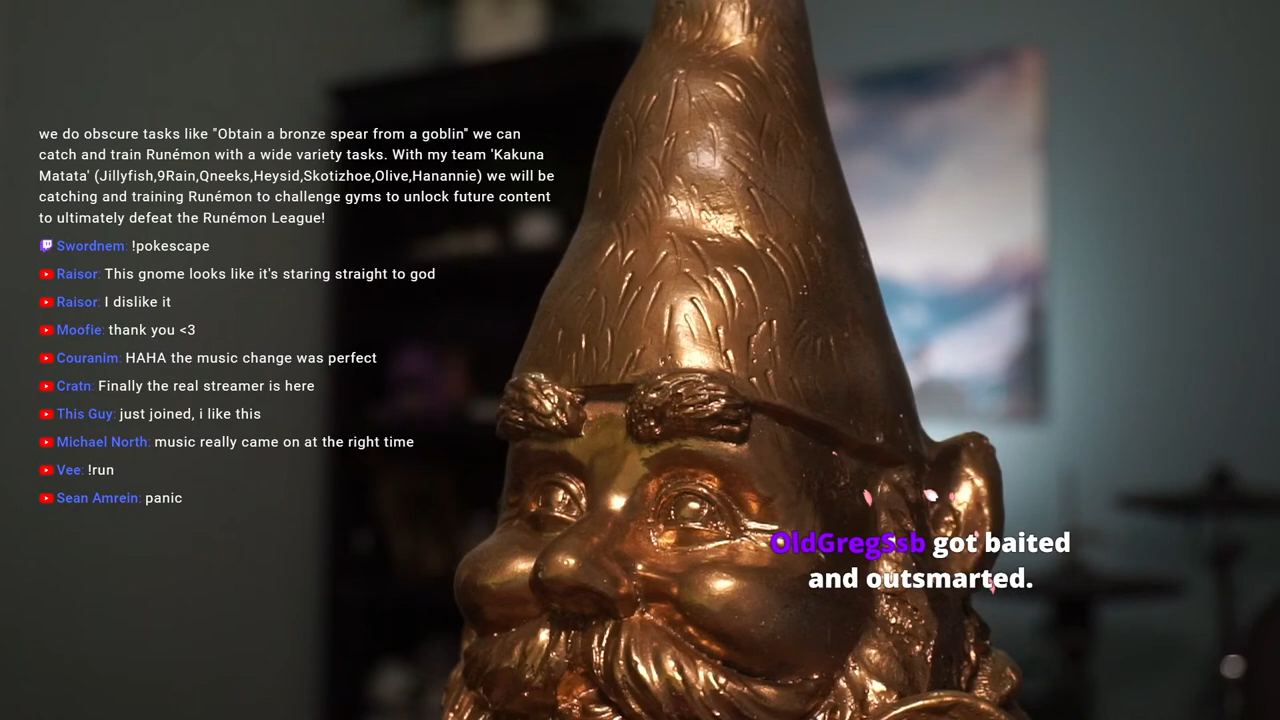 we do obscure tasks like "Obtain a bronze spear from a goblin" we can
catch and train Runémon with a wide variety tasks. With my team 'Kakuna
Matata' (Jillyfish,9Rain,Qneeks,Heysid,Skotizhoe,Olive,Hanannie) we will be
catching and training Runémon to challenge gyms to unlock future content
to ultimately defeat the Runémon League!
Swordnem: !pokescape
Raisor: This gnome looks like it's staring straight to god
Raisor: I dislike it
Moofie: thank you <3
Couranim: HAHA the music change was perfect
Cratn: Finally the real streamer is here
This Guy: just joined, i like this
Michael North: music really came on at the right time
Vee: !run
Sean Amrein: panic
OldGregSsb got baited
and outsmarted.